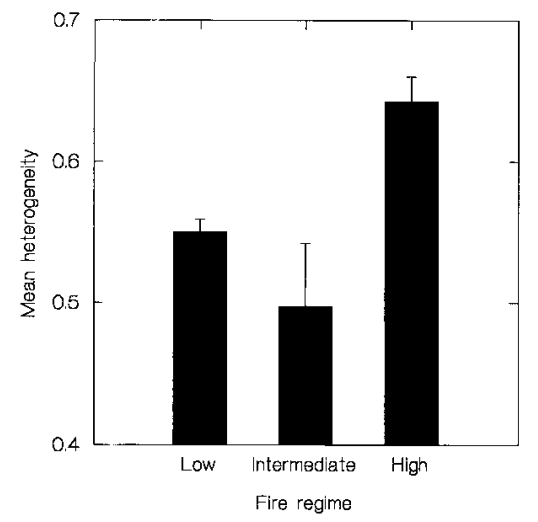 0.7
0.6
0.5
0.4
Mean heterogeneity
Low Intermediate High
Fire regime